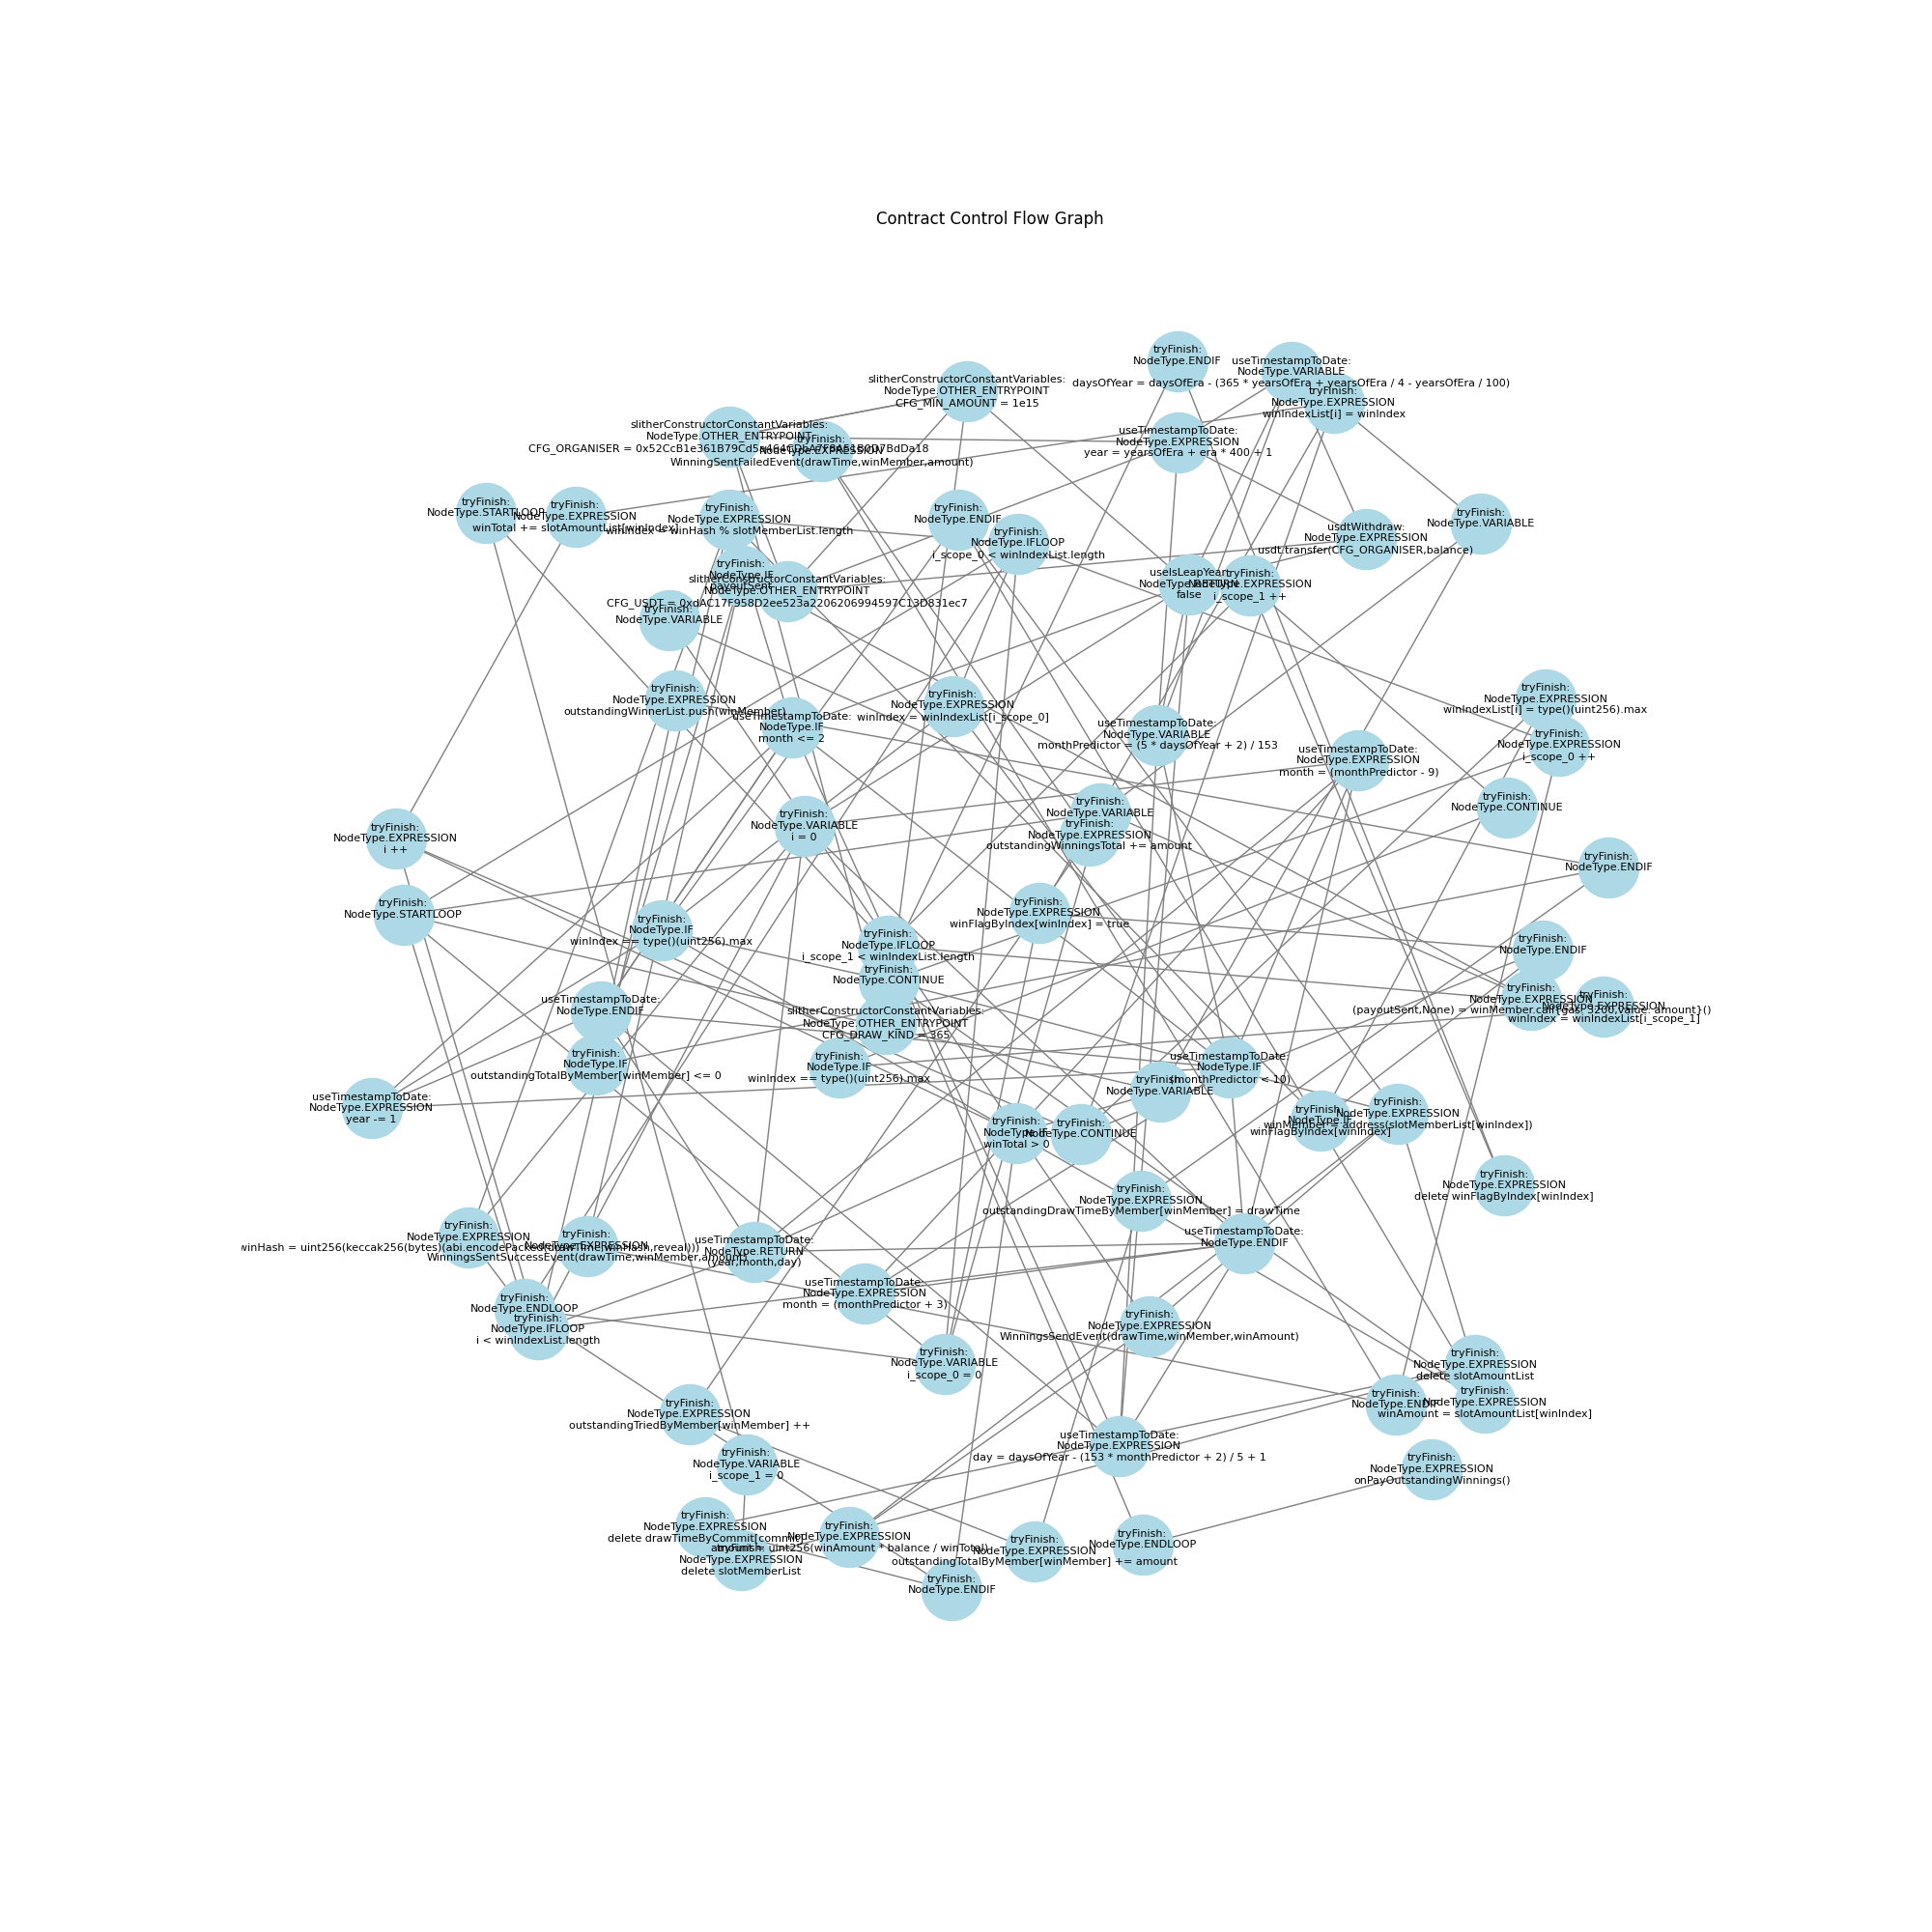 Contract Control Flow Graph
tryFinish:
NodeType.ENDIF
useTimestampToDate:
NodeType.VARIABLE
daysOfYear = daysOfEra - (365 * yearsOfEra + yearsOfEra / 4 - yearsOfEra / 100)
slitherConstructorConstantVariables:
NodeType.OTHER_ENTRYPOINT
CFG_MIN_AMOUNT = 1e15
tryFinish:
NodeType.EXPRESSION
winIndexList[i] = winIndex
slitherConstructorConstantVariables:
NodeType.OTHER_ENTRYPOINT
CFG_ORGANISER =
tryFinish:
NodeType.EXPRESSION
WinningSentFailedEvent(drawTime,winMember,amount)
useTimestampToDate:
NodeType.EXPRESSION
year = yearsOfEra + era * 400 + 1
tryFinish:
NodeType.STARTLOOP
tryFinish:
NodeType.EXPRESSION
winTotal += slotAmountList[winIndex]
tryFinish:
NodeType.EXPRESSION
winIndex = winHash % slotMemberList.length
tryFinish:
NodeType.ENDIF
tryFinish:
NodeType.IFLOOP
i_scope_0 < winIndexList.length
usdtWithdraw:
NodeType.EXPRESSION
usdt.transfer(CFG_ORGANISER,balance)
tryFinish:
NodeType.VARIABLE
tryFinish:
NodeType.IF
payoutSent
slitherConstructorConstantVariables:
NodeType.OTHER_ENTRYPOINT
CFG_USDT = 0xdAC17F958D2ee523a2206206994597C13D831ec7
useIsLeapYear:
NodeType.RETURN
false
tryFinish:
NodeType.EXPRESSION
i_scope_1 ++
tryFinish:
NodeType.VARIABLE
tryFinish:
NodeType.EXPRESSION
outstandingWinnerList.push(winMember)
useTimestampToDate:
NodeType.IF
month <= 2
tryFinish:
NodeType.EXPRESSION
winIndex = winIndexList[i_scope_0]
useTimestampToDate:
NodeType.VARIABLE
monthPredictor = (5 * daysOfYear + 2) / 153
useTimestampToDate:
NodeType.EXPRESSION
month = (monthPredictor - 9)
tryFinish:
NodeType.EXPRESSION
winIndexList[i] = type()(uint256).max
tryFinish:
NodeType.EXPRESSION
i_scope_0 ++
tryFinish:
NodeType.CONTINUE
tryFinish:
NodeType.EXPRESSION
i ++
tryFinish:
NodeType.VARIABLE
i = 0
tryFinish:
NodeType.VARIABLE
tryFinish:
NodeType.EXPRESSION
outstandingWinningsTotal += amount
tryFinish:
NodeType.ENDIF
tryFinish:
NodeType.STARTLOOP
tryFinish:
NodeType.IF
winIndex == type()(uint256).max
tryFinish:
NodeType.EXPRESSION
winFlagByIndex[winIndex] = true
tryFinish:
NodeType.IFLOOP
i_scope_1 < winIndexList.length
tryFinish:
NodeType.CONTINUE
tryFinish:
NodeType.ENDIF
useTimestampToDate:
NodeType.ENDIF
slitherConstructorConstantVariables:
NodeType.OTHER_ENTRYPOINT
CFG_DRAW_KIND = 365
tryFinish:
NodeType.EXPRESSION
(payoutSent,None) = winMember.call{gas: 3200,value: amount}()
tryFinish:
NodeType.EXPRESSION
winIndex = winIndexList[i_scope_1]
tryFinish:
NodeType.IF
outstandingTotalByMember[winMember] <= 0
tryFinish:
NodeType.IF
winIndex == type()(uint256).max
useTimestampToDate:
NodeType.IF
(monthPredictor < 10)
tryFinish:
NodeType.VARIABLE
useTimestampToDate:
NodeType.EXPRESSION
year -= 1
tryFinish:
NodeType.IF
winTotal > 0
tryFinish:
NodeType.CONTINUE
tryFinish:
NodeType.IF
winFlagByIndex[winIndex]
tryFinish:
NodeType.EXPRESSION
winMember = address(slotMemberList[winIndex])
tryFinish:
NodeType.EXPRESSION
delete winFlagByIndex[winIndex]
tryFinish:
NodeType.EXPRESSION
outstandingDrawTimeByMember[winMember] = drawTime
tryFinish:
NodeType.EXPRESSION
winHash = uint256(keccak256(bytes)(abi.encodePacked(drawTime,winHash,reveal)))
tryFinish:
NodeType.EXPRESSION
WinningsSentSuccessEvent(drawTime,winMember,amount)
useTimestampToDate:
NodeType.RETURN
(year,month,day)
useTimestampToDate:
NodeType.ENDIF
useTimestampToDate:
NodeType.EXPRESSION
month = (monthPredictor + 3)
tryFinish:
NodeType.ENDLOOP
tryFinish:
NodeType.IFLOOP
i < winIndexList.length
tryFinish:
NodeType.EXPRESSION
WinningsSendEvent(drawTime,winMember,winAmount)
tryFinish:
NodeType.VARIABLE
i_scope_0 = 0
tryFinish:
NodeType.EXPRESSION
delete slotAmountList
tryFinish:
NodeType.ENDIF
tryFinish:
NodeType.EXPRESSION
winAmount = slotAmountList[winIndex]
tryFinish:
NodeType.EXPRESSION
outstandingTriedByMember[winMember] ++
useTimestampToDate:
NodeType.EXPRESSION
day = daysOfYear - (153 * monthPredictor + 2) / 5 + 1
tryFinish:
NodeType.VARIABLE
i_scope_1 = 0
tryFinish:
NodeType.EXPRESSION
onPayOutstandingWinnings()
tryFinish:
NodeType.EXPRESSION
delete drawTimeByCommit[commit]
tryFinish:
NodeType.EXPRESSION
amount = uint256(winAmount * balance / winTotal)
tryFinish:
NodeType.EXPRESSION
delete slotMemberList
tryFinish:
NodeType.EXPRESSION
outstandingTotalByMember[winMember] += amount
tryFinish:
NodeType.ENDLOOP
tryFinish:
NodeType.ENDIF